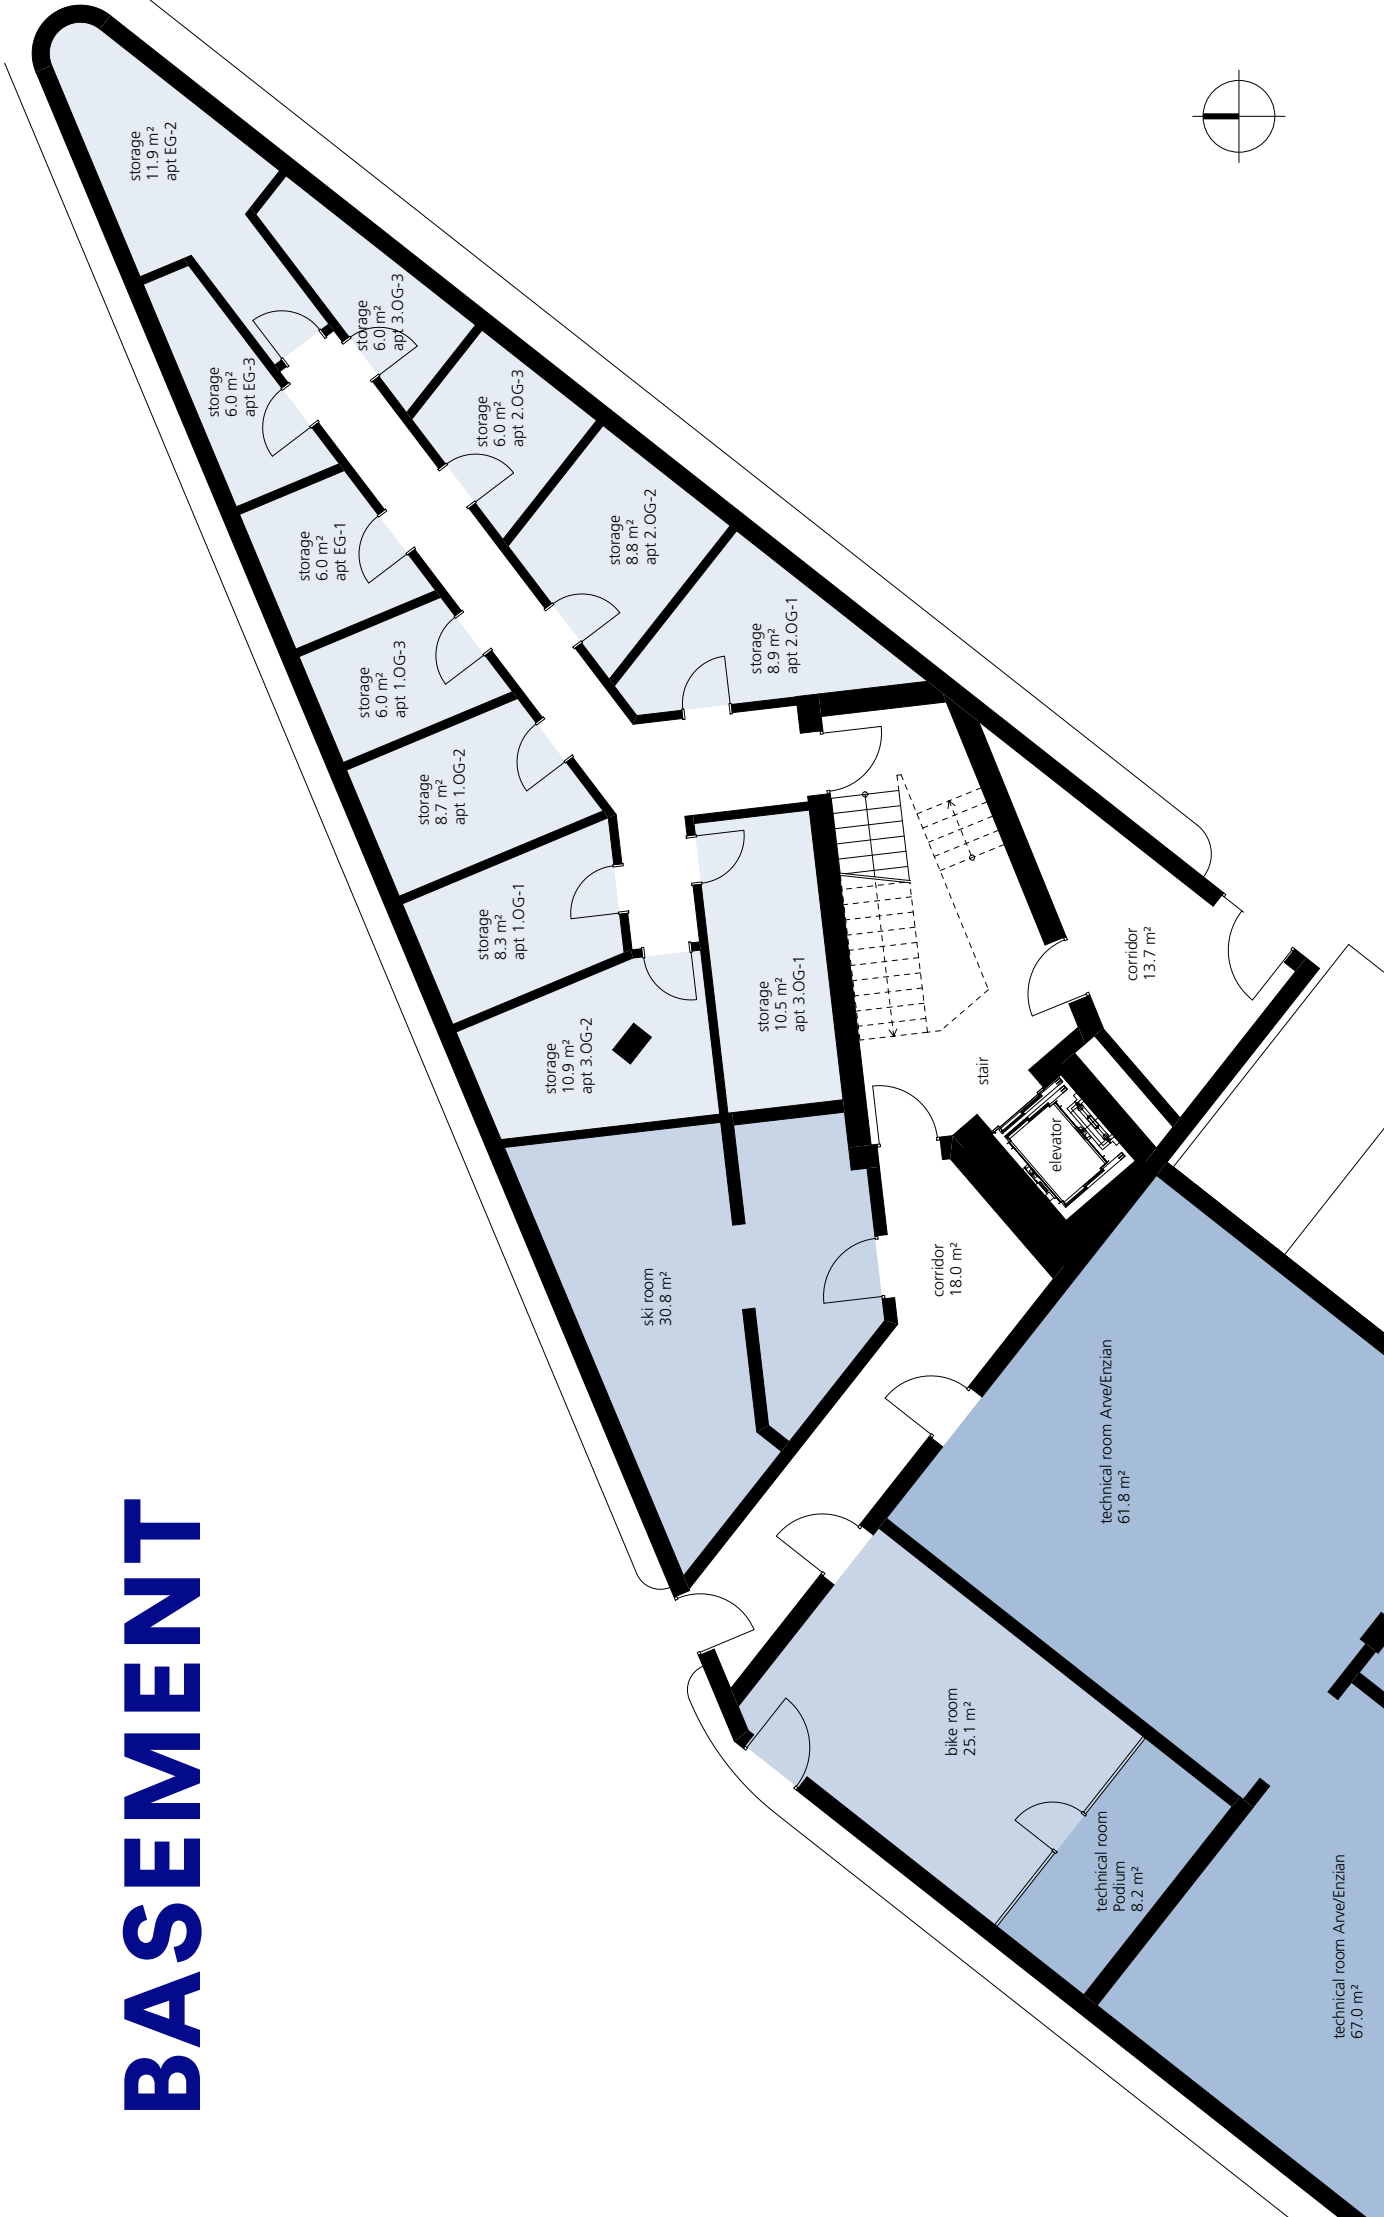 BASEMENT
storage
11.9 m²
apt EG-2
storage
6.0 m²
apt EG-3
storage
6.0 m²
apt 3.OG-3
storage
6.0 m²
apt EG-1
storage
6.0 m²
apt 2.OG-3
storage
6.0 m²
apt 1.OG-3
storage
8.8 m²
apt 2.OG-2
storage
8.7 m²
apt 1.OG-2
storage
8.9 m²
apt 2.OG-1
storage
8.3 m²
apt 1.OG-1
storage
10.9 m²
apt 3.OG-2
storage
10.5 m²
apt 3.OG-1
corridor
13.7 m²
stair
elevator
ski room
30.8 m²
corridor
18.0 m²
technical room Arve/Enzian
61.8 m²
bike room
25.1 m²
technical room
Podium
8.2 m²
technical room Arve/Enzian
67.0 m²